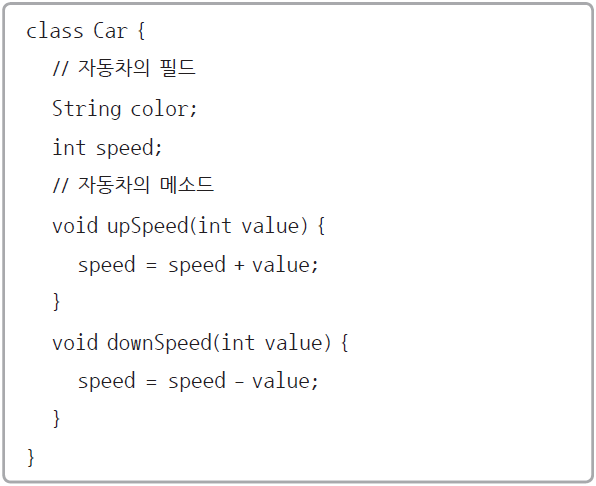 class Car {
// 자동차의 필드
String color;
int speed;
// 자동차의 메소드
void upSpeed(int value) {
speed = speed + value;
}
void downSpeed(int value) {
speed = speed - value;
}
}